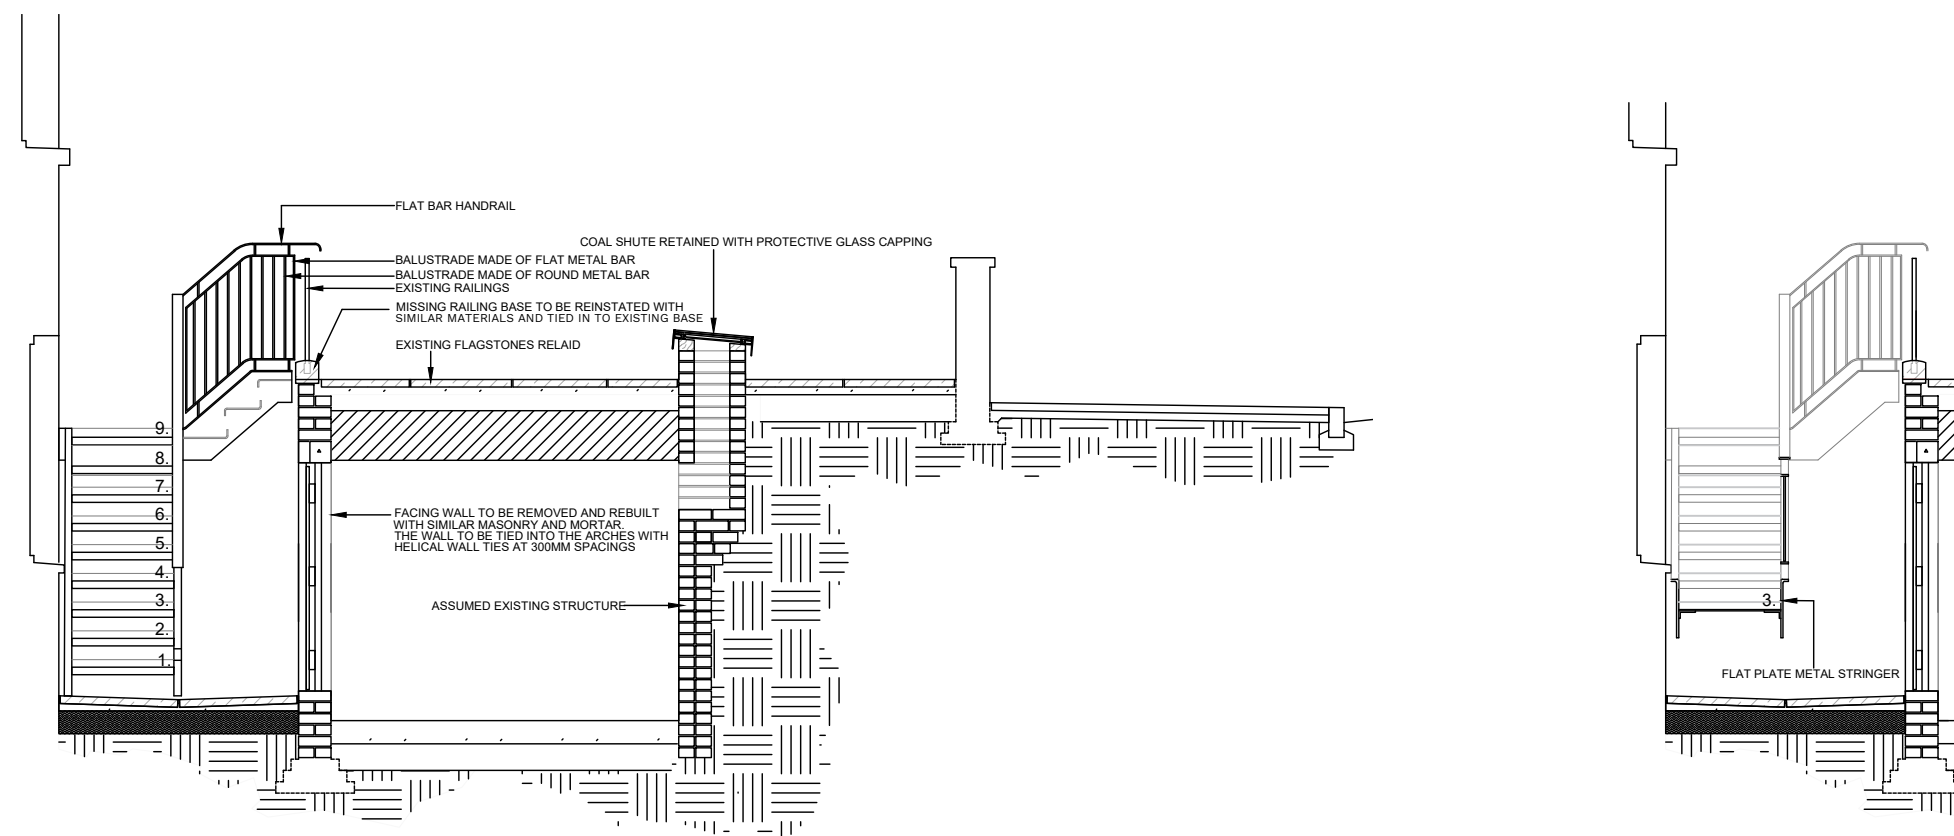 FLAT BAR HANDRAIL
COAL SHUTE RETAINED WITH PROTECTIVE GLASS CAPPING
BALUSTRADE MADE OF FLAT METAL BAR
BALUSTRADE MADE OF ROUND METAL BAR
EXISTING RAILINGS
MISSING RAILING BASE TO BE REINSTATED WITH
SIMILAR MATERIALS AND TIED IN TO EXISTING BASE
EXISTING FLAGSTONES RELAID
9.
8.
7.
6.
5.
4.
3.
2.
1.
FACING WALL TO BE REMOVED AND REBUILT
WITH SIMILAR MASONRY AND MORTAR.
THE WALL TO BE TIED INTO THE ARCHES WITH
HELICAL WALL TIES AT 300MM SPACINGS
ASSUMED EXISTING STRUCTURE
3.
FLAT PLATE METAL STRINGER